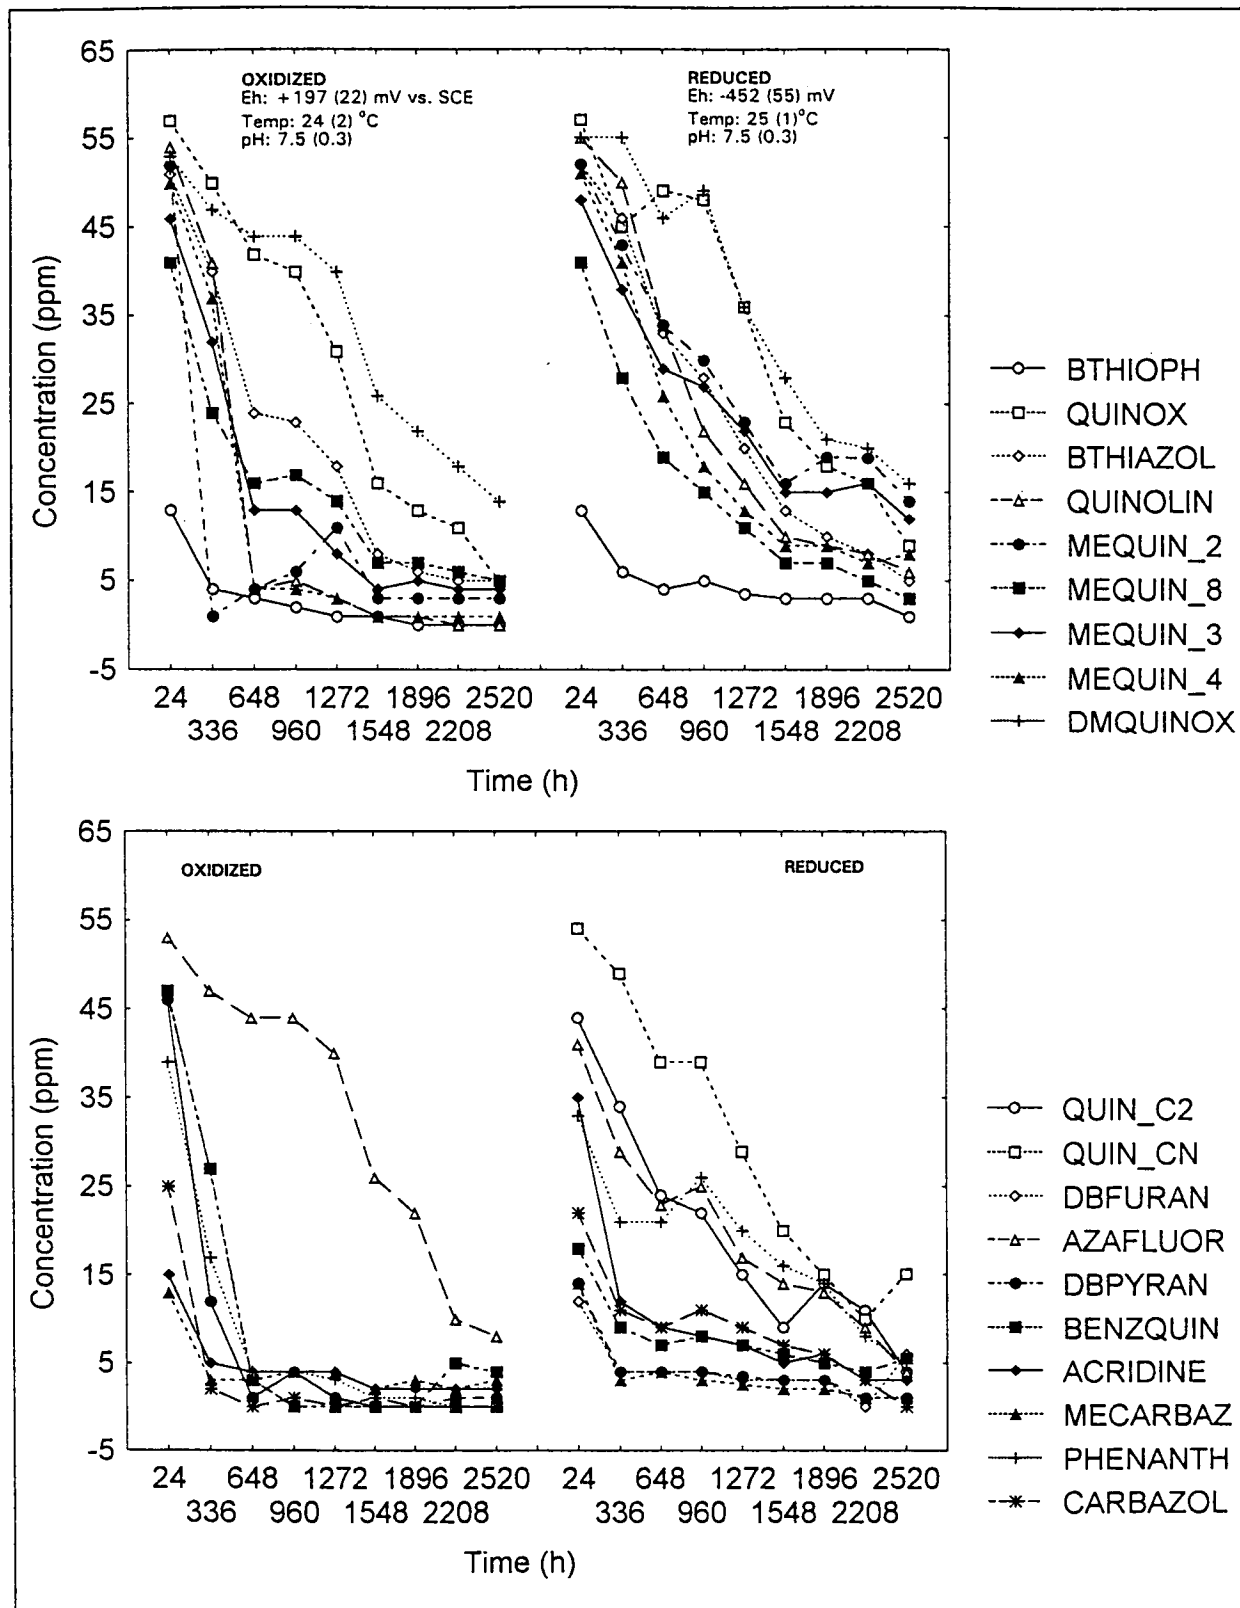 65
55
45
35
25
15
5
-5
Concentration (ppm)
OXIDIZED
Eh: +197 (22) mV vs. SCE
Temp: 24 (2) °C
pH: 7.5 (0.3)
REDUCED
Eh: -452 (55) mV
Temp: 25 (1)°C
pH: 7.5 (0.3)
24 648 1272 1896 2520 24 648 1272 1896 2520
336 960 1548 2208 336 960 1548 2208
Time (h)
BTHIOPH
QUINOX
BTHIAZOL
QUINOLIN
MEQUIN_2
MEQUIN_8
MEQUIN_3
MEQUIN_4
DMQUINOX
65
55
45
35
25
15
5
-5
Concentration (ppm)
OXIDIZED
REDUCED
24 648 1272 1896 2520 24 648 1272 1896 2520
336 960 1548 2208 336 960 1548 2208
Time (h)
QUIN_C2
QUIN_CN
DBFURAN
AZAFLUOR
DBPYRAN
BENZQUIN
ACRIDINE
MECARBAZ
PHENANTH
CARBAZOL